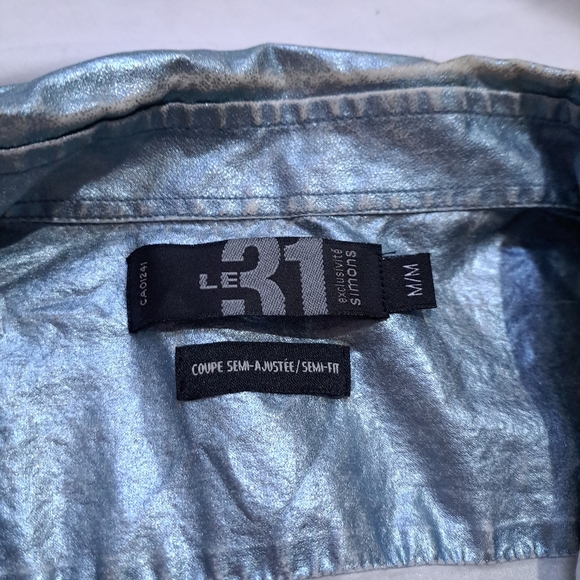 CA01241
LE 31
exclusivité
simons
M/M
COUPE SEMI-AJUSTÉE/SEMI-FIT